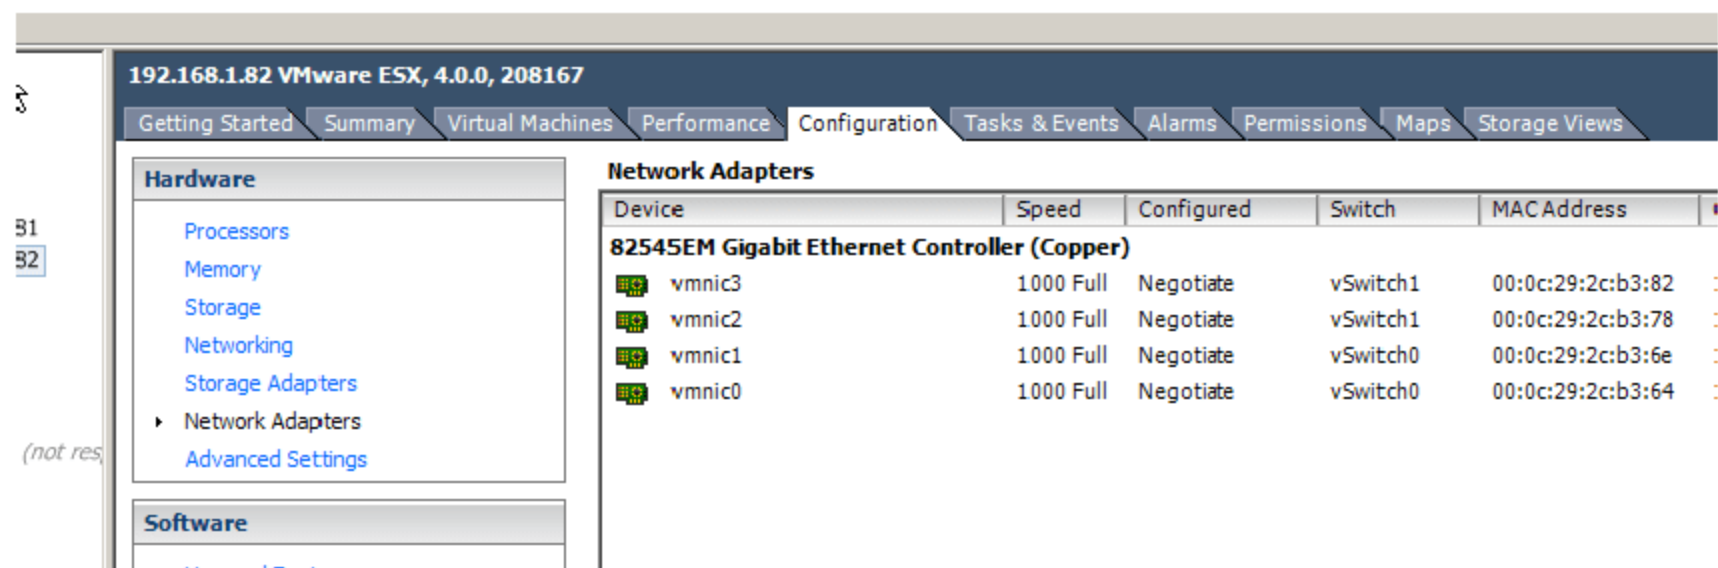 192.168.1.82 VMware ESX, 4.0.0, 208167
Getting Started Summary Virtual Machines Performance Configuration Tasks & Events Alarms Permissions Maps Storage Views
31
32
(not res
Hardware
Processors
Memory
Storage
Networking
Storage Adapters
Network Adapters
Advanced Settings
Software
Network Adapters
Device Speed Configured Switch MAC Address
82545EM Gigabit Ethernet Controller (Copper)
vmnic3 1000 Full Negotiate vSwitch1 00:0c:29:2c:b3:82
vmnic2 1000 Full Negotiate vSwitch1 00:0c:29:2c:b3:78
vmnic1 1000 Full Negotiate vSwitch0 00:0c:29:2c:b3:6e
vmnic0 1000 Full Negotiate vSwitch0 00:0c:29:2c:b3:64